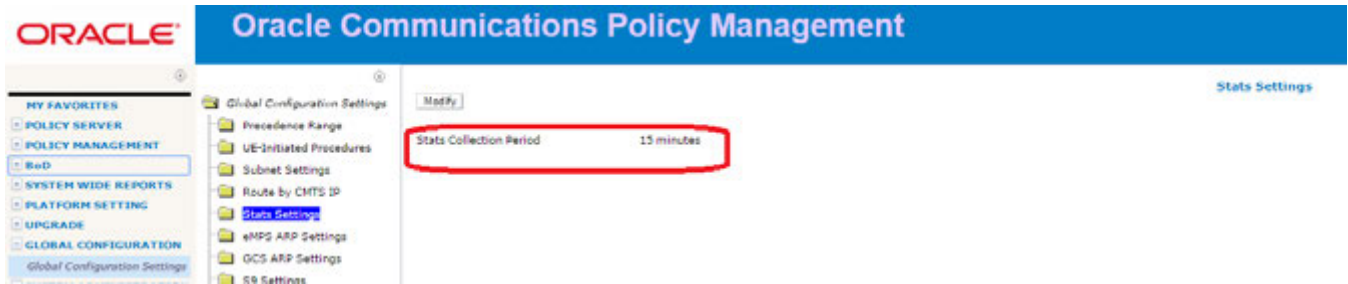 ORACLE
Oracle Communications Policy Management
MY FAVORITES
POLICY SERVER
POLICY MANAGEMENT
BoD
SYSTEM WIDE REPORTS
PLATFORM SETTING
UPGRADE
GLOBAL CONFIGURATION
Global Configuration Settings
Global Configuration Settings
Precedence Range
UE-Initiated Procedures
Subnet Settings
Route by CMTS IP
Stats Settings
eMPS ARP Settings
GCS ARP Settings
S9 Settings
Stats Settings
Modify
Stats Collection Period 15 minutes